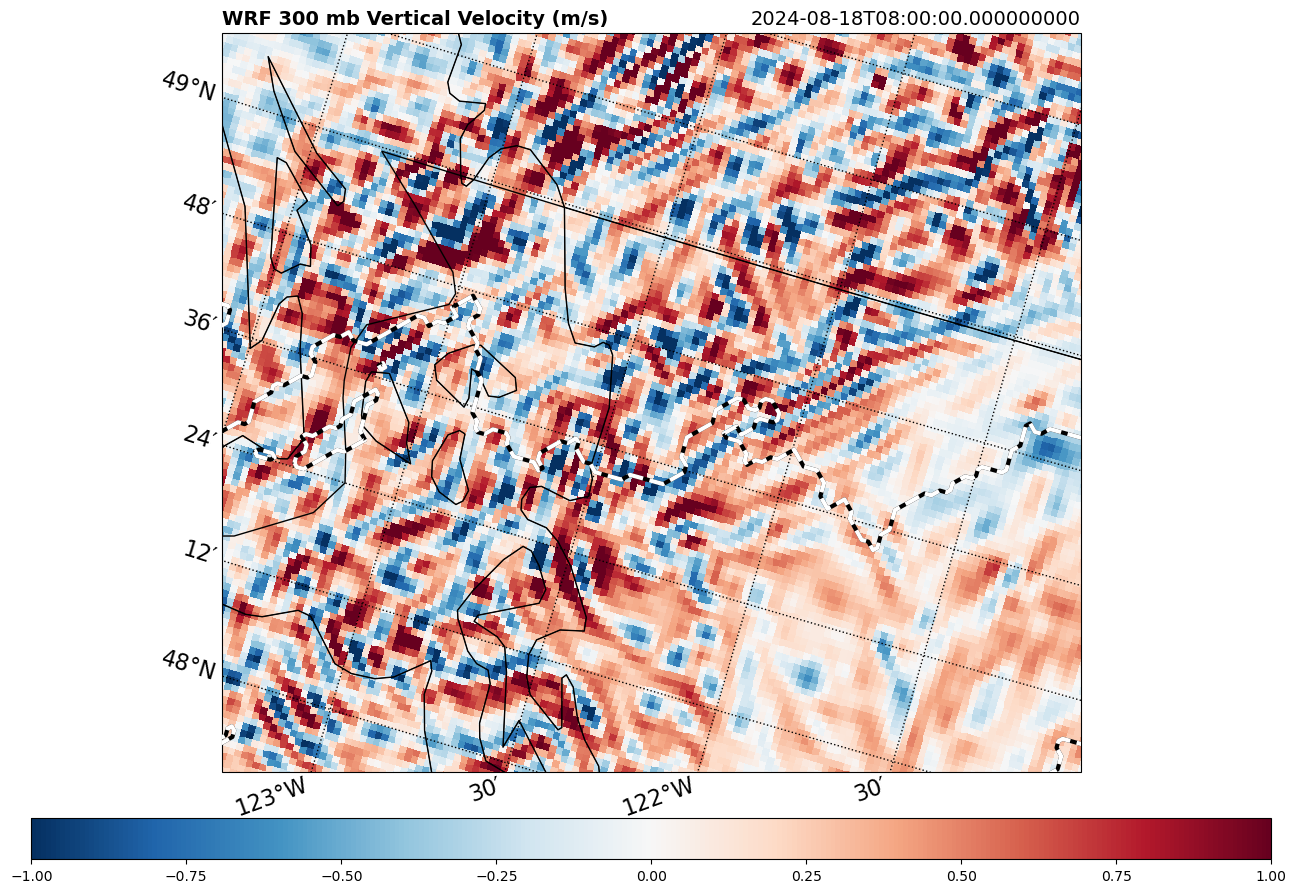 WRF 300 mb Vertical Velocity (m/s)
2024-08-18T08:00:00.000000000
49°N
48′
36′
24′
12′
48°N
123°W
30′
122°W
30′
−1.00
−0.75
−0.50
−0.25
0.00
0.25
0.50
0.75
1.00